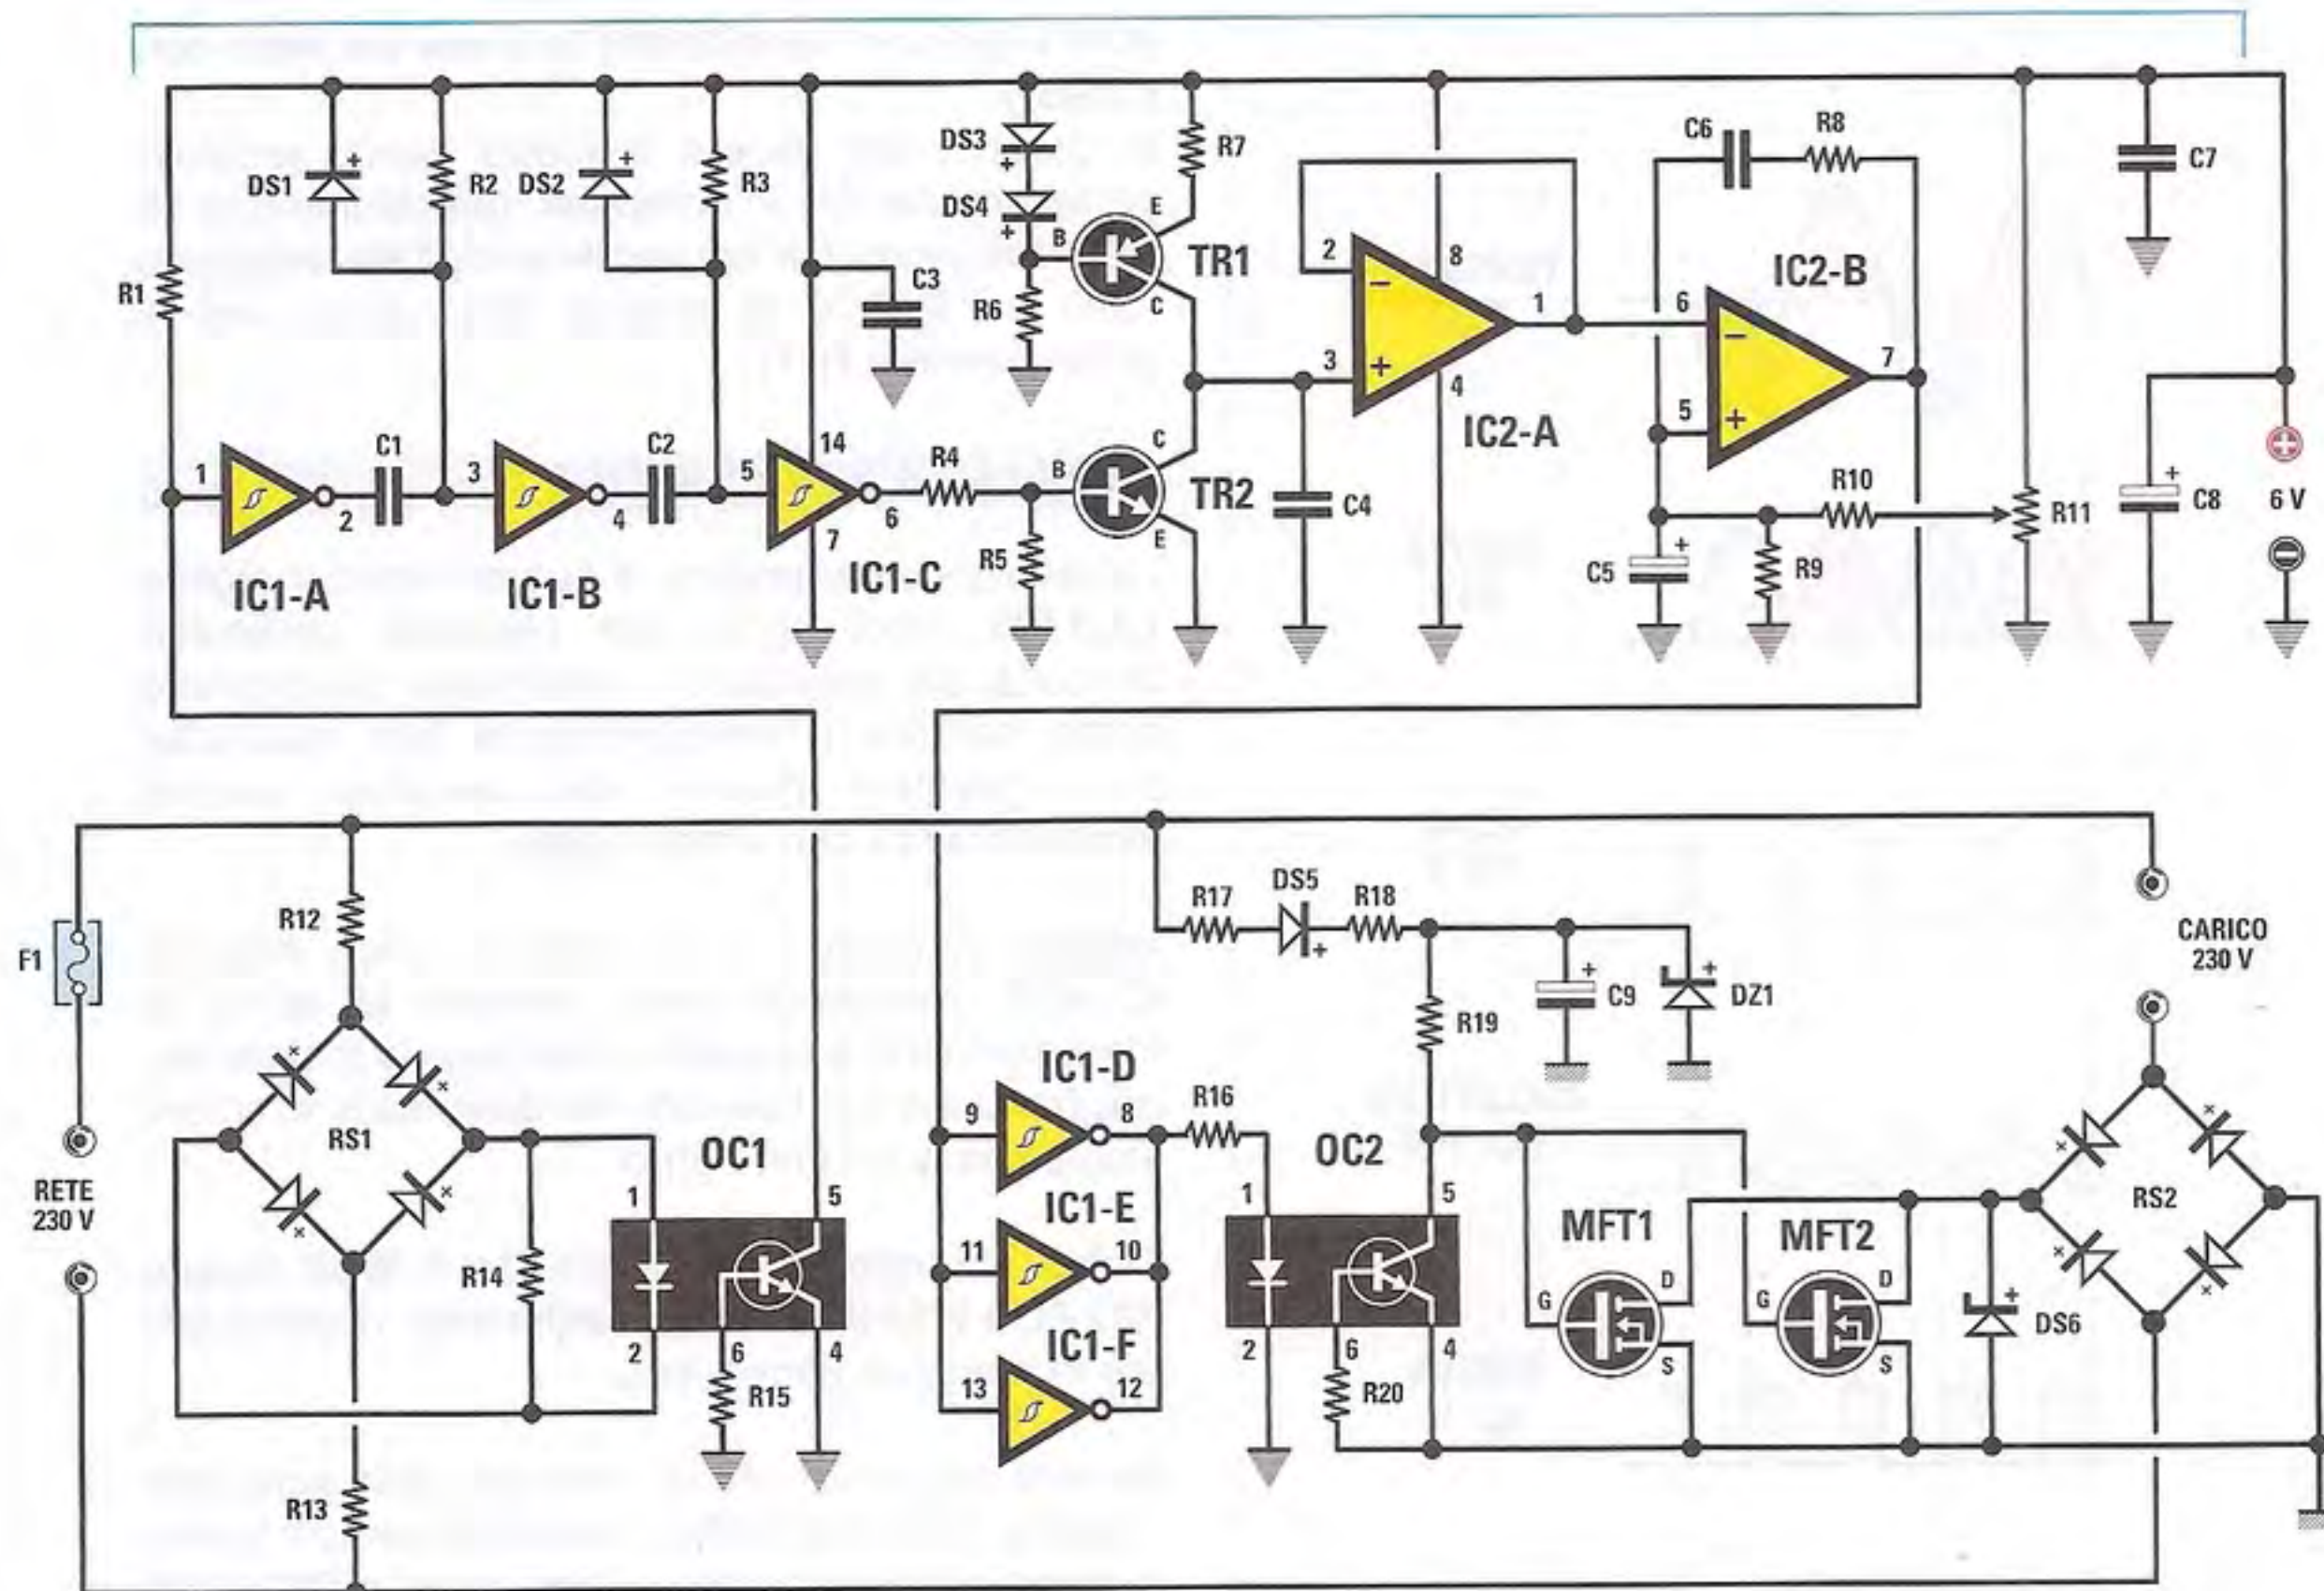 DS1
+
R2
DS2
+
R3
DS3
+
DS4
+
R7
E
B
C
TR1
R1
C3
R6
2
−
3
+
8
1
4
IC2-A
C6
R8
IC2-B
6
−
5
+
7
C7
1
2
IC1-A
C1
3
4
IC1-B
C2
5
14
7
6
IC1-C
R4
R5
B
C
E
TR2
C4
C5
+
R9
R10
R11
C8
+
6 V
F1
RETE
230 V
R12
RS1
R14
R13
OC1
1
5
2
6
4
R15
IC1-D
9
8
IC1-E
11
10
IC1-F
13
12
R16
R17
DS5
+
R18
R19
C9
+
DZ1
+
OC2
1
5
2
6
4
R20
MFT1
G
D
S
MFT2
G
D
S
DS6
+
RS2
CARICO
230 V